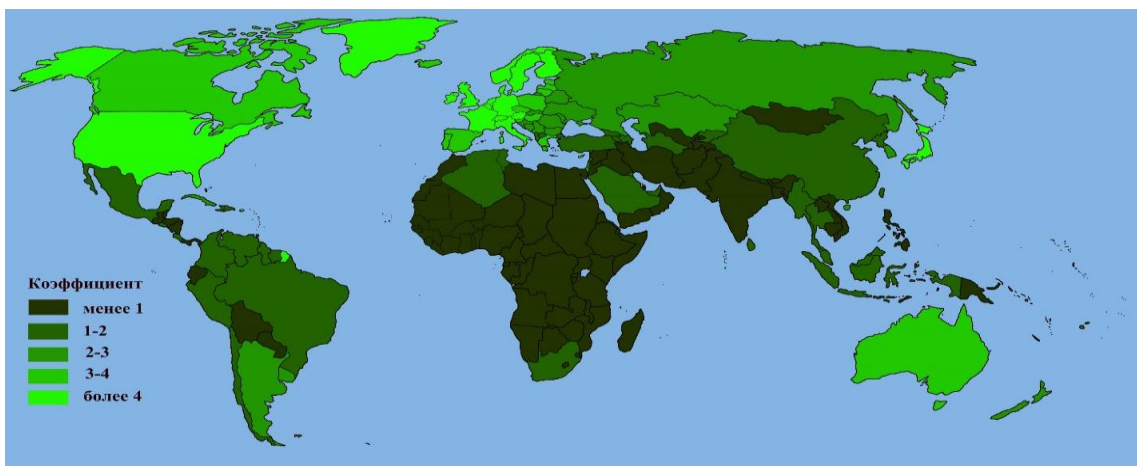 Коэффициент
менее 1
1-2
2-3
3-4
более 4